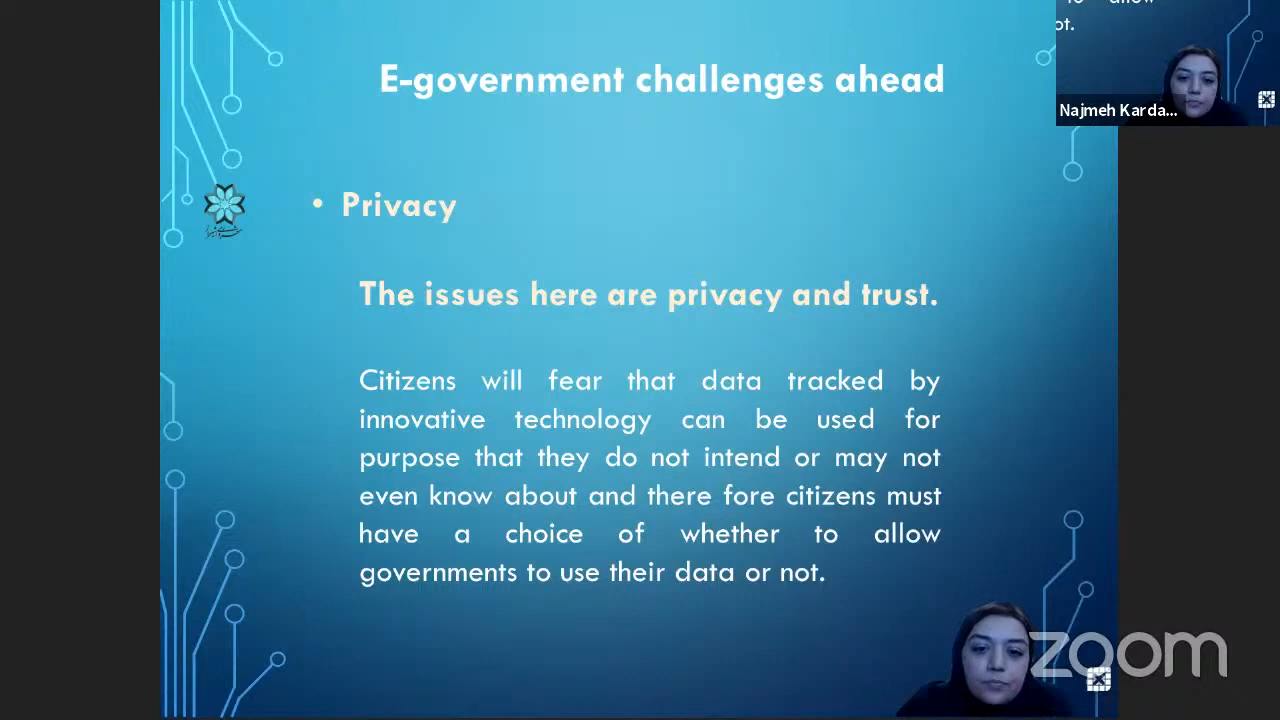 E-government challenges ahead
to allow
ot.
Najmeh Karda...
• Privacy
The issues here are privacy and trust.
Citizens will fear that data tracked by
innovative technology can be used for
purpose that they do not intend or may not
even know about and there fore citizens must
have a choice of whether to allow
governments to use their data or not.
zoom